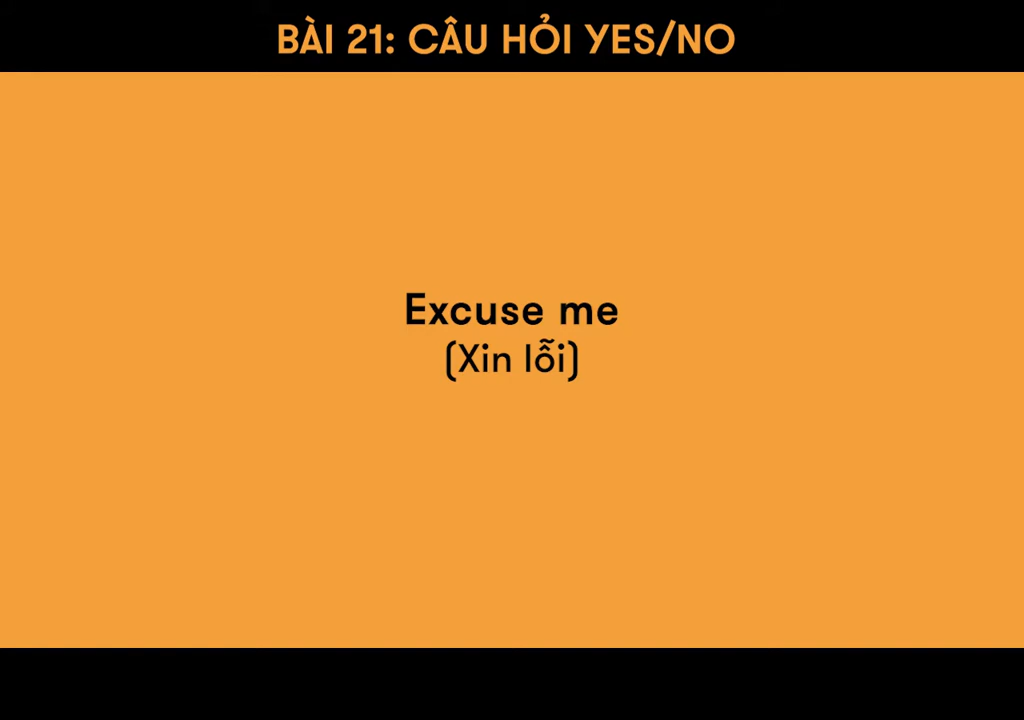 BÀI 21: CÂU HỎI YES/NO
Excuse me
(Xin lỗi)